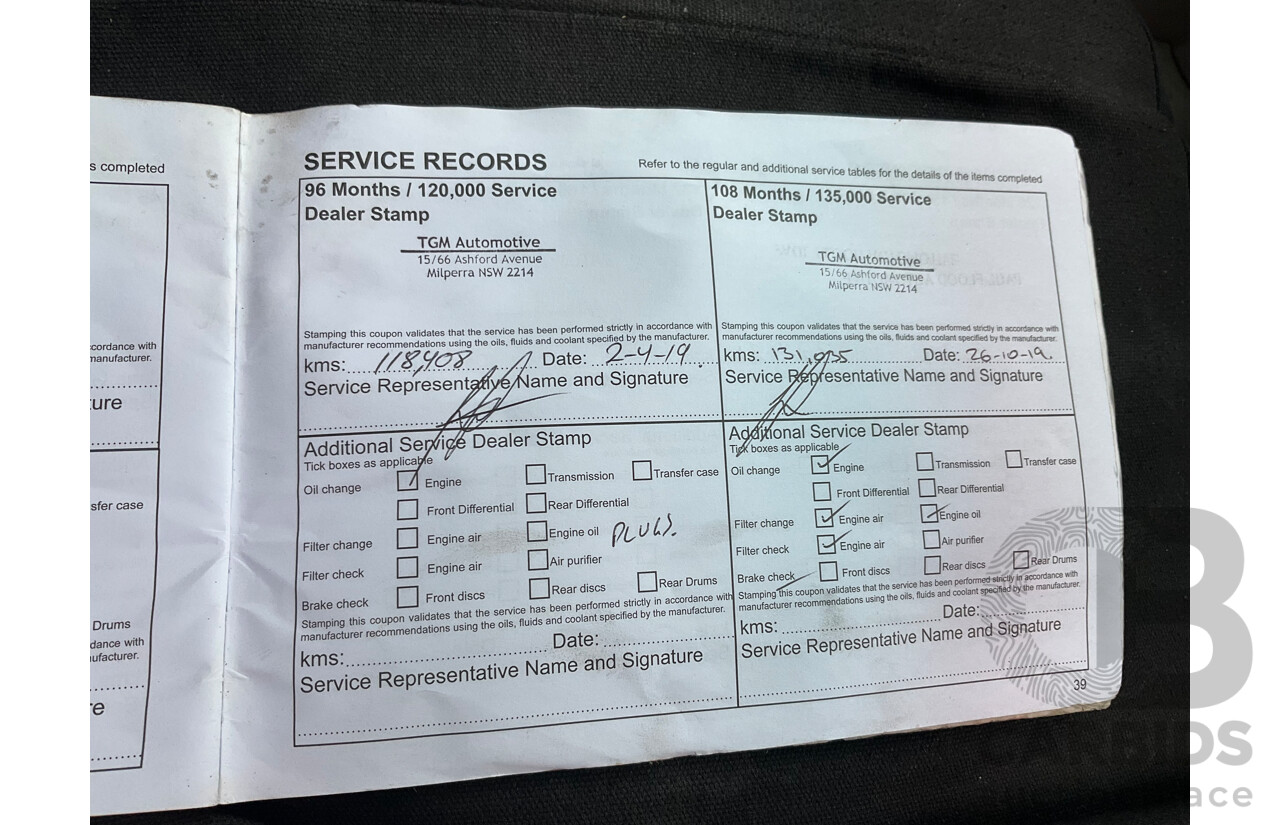 s completed
cordance with
manufacturer.
ure
sfer case
Drums
dance with
ufacturer.
e
SERVICE RECORDS
Refer to the regular and additional service tables for the details of the items completed
96 Months / 120,000 Service
Dealer Stamp
TGM Automotive
15/66 Ashford Avenue
Milperra NSW 2214
Stamping this coupon validates that the service has been performed strictly in accordance with
manufacturer recommendations using the oils, fluids and coolant specified by the manufacturer.
kms: 118,408 Date: 2-4-19
Service Representative Name and Signature
Additional Service Dealer Stamp
Tick boxes as applicable
Oil change Engine Transmission Transfer case
Front Differential Rear Differential
Filter change Engine air Engine oil PLUGS.
Filter check Engine air Air purifier
Brake check Front discs Rear discs Rear Drums
Stamping this coupon validates that the service has been performed strictly in accordance with
manufacturer recommendations using the oils, fluids and coolant specified by the manufacturer.
kms: Date:
Service Representative Name and Signature
108 Months / 135,000 Service
Dealer Stamp
TGM Automotive
15/66 Ashford Avenue
Milperra NSW 2214
Stamping this coupon validates that the service has been performed strictly in accordance with
manufacturer recommendations using the oils, fluids and coolant specified by the manufacturer.
kms: Date: 26-10-19.
Service Representative Name and Signature
Additional Service Dealer Stamp
Tick boxes as applicable
Oil change Engine Transmission Transfer case
Front Differential Rear Differential
Filter change Engine air Engine oil
Filter check Engine air Air purifier
Brake check Front discs Rear discs Rear Drums
Stamping this coupon validates that the service has been performed strictly in accordance with
manufacturer recommendations using the oils, fluids and coolant specified by the manufacturer.
kms: Date:
Service Representative Name and Signature
39
CARBIDS
ace